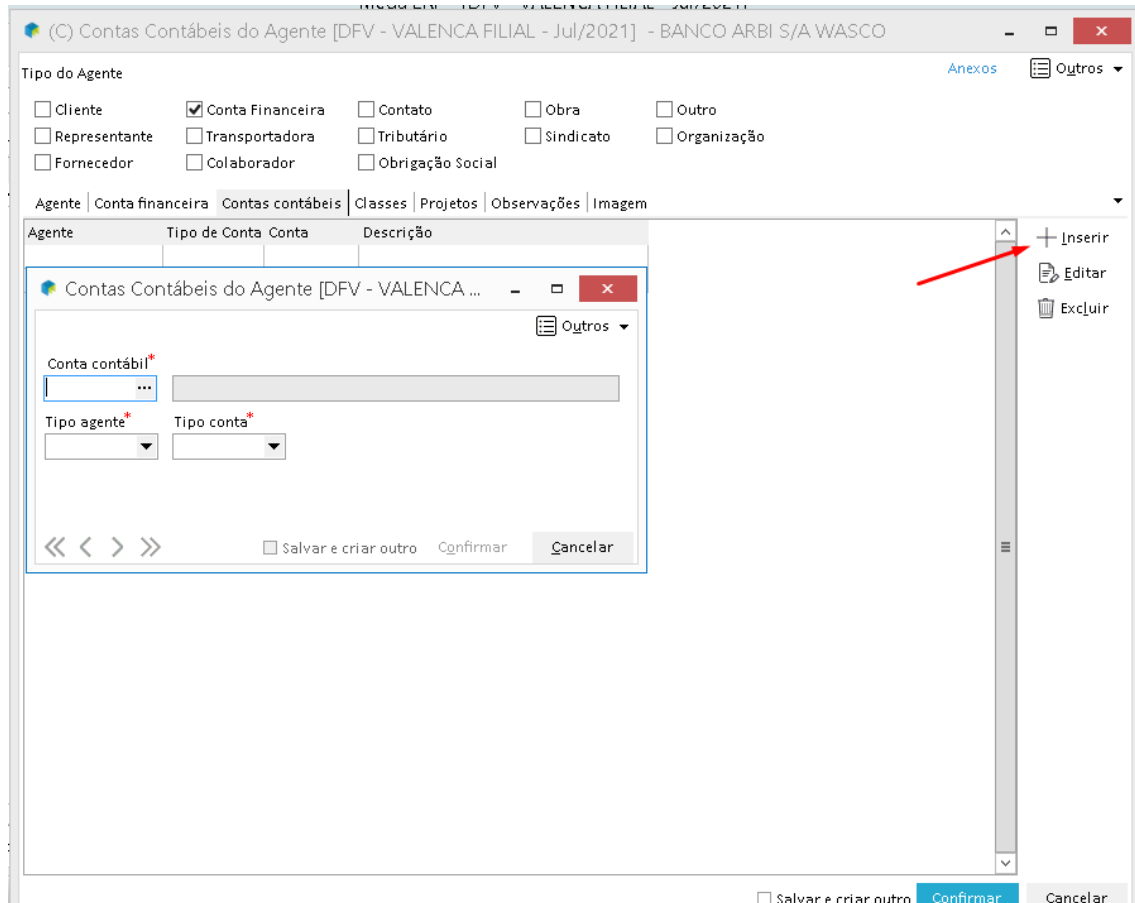 (C) Contas Contábeis do Agente [DFV - VALENCA FILIAL - Jul/2021] - BANCO ARBI S/A WASCO
Tipo do Agente
Anexos
Outros
Cliente
Conta Financeira
Contato
Obra
Outro
Representante
Transportadora
Tributário
Sindicato
Organização
Fornecedor
Colaborador
Obrigação Social
Agente
Conta financeira
Contas contábeis
Classes
Projetos
Observações
Imagem
Agente
Tipo de Conta
Conta
Descrição
Inserir
Editar
Excluir
Contas Contábeis do Agente [DFV - VALENCA ...
Outros
Conta contábil*
...
Tipo agente*
Tipo conta*
Salvar e criar outro
Confirmar
Cancelar
Salvar e criar outro
Confirmar
Cancelar